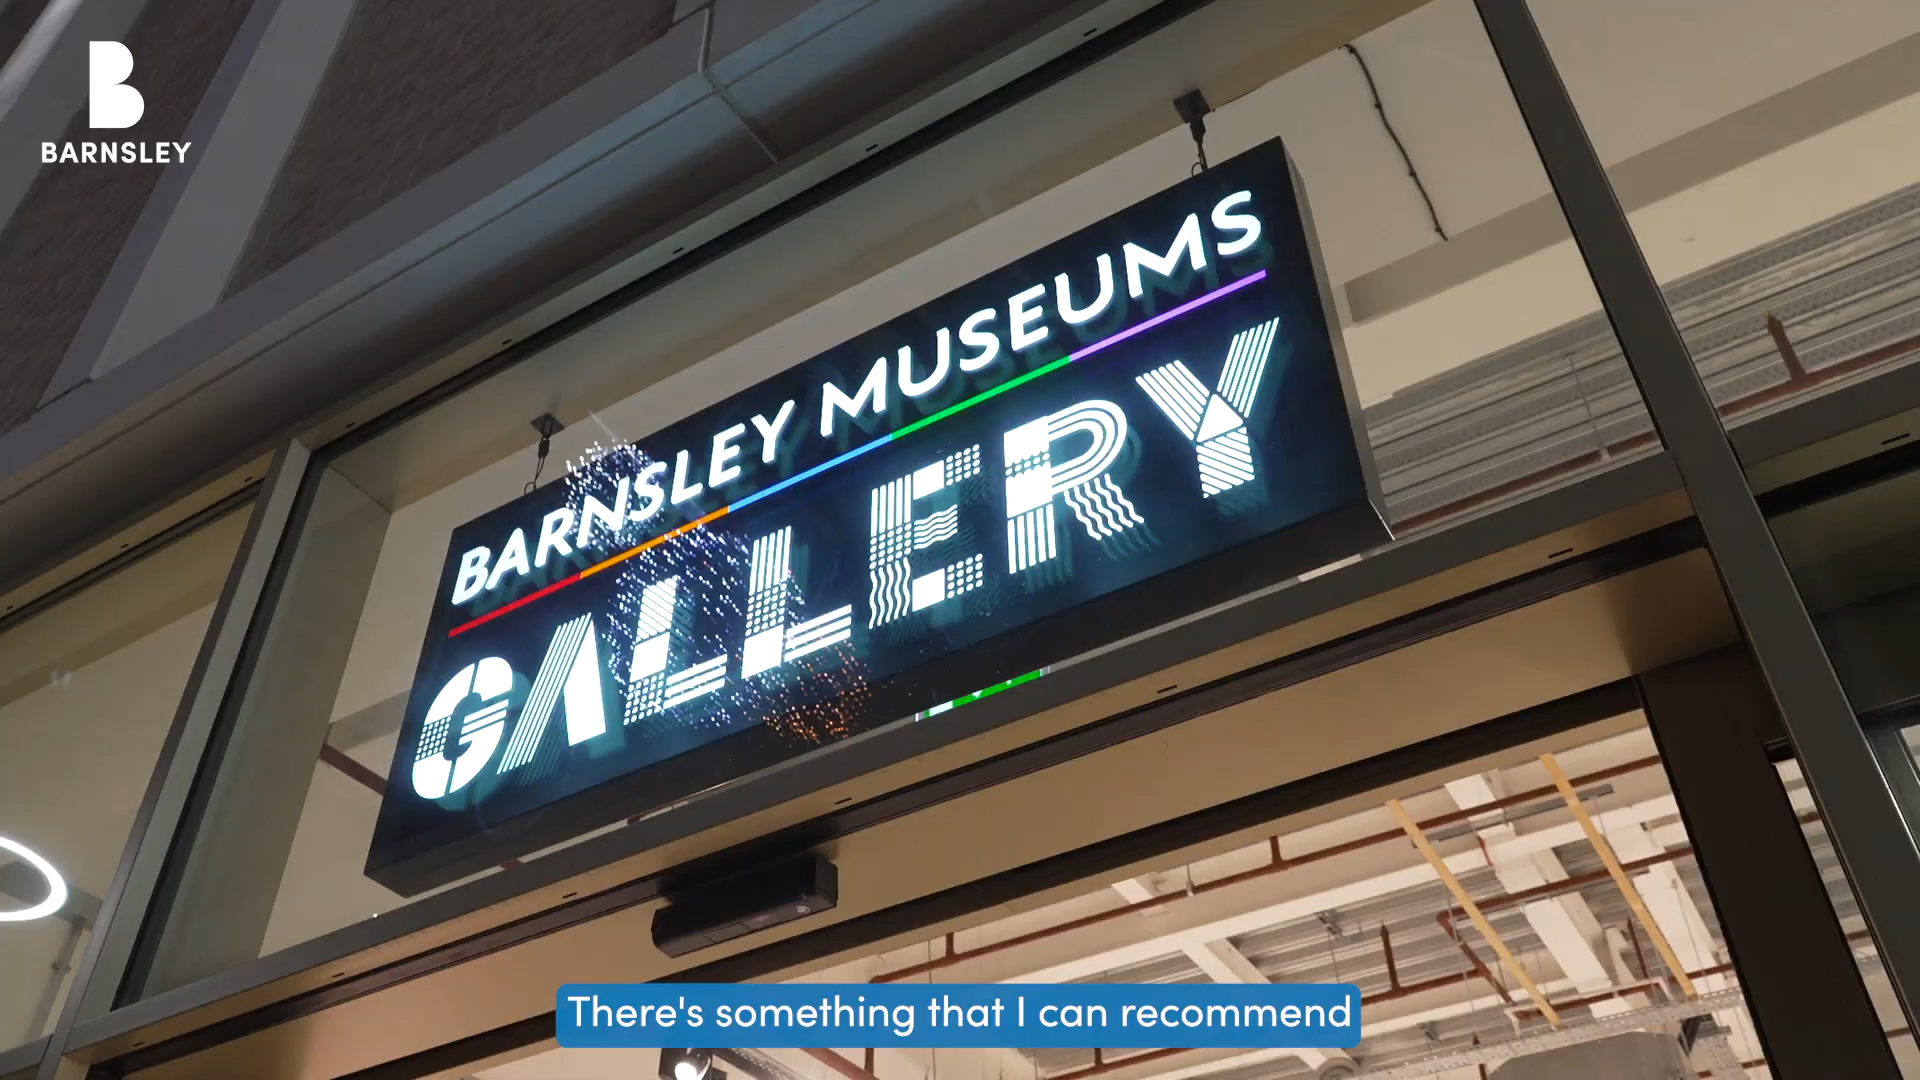 B
BARNSLEY
BARNSLEY MUSEUMS
GALLERY
There's something that I can recommend